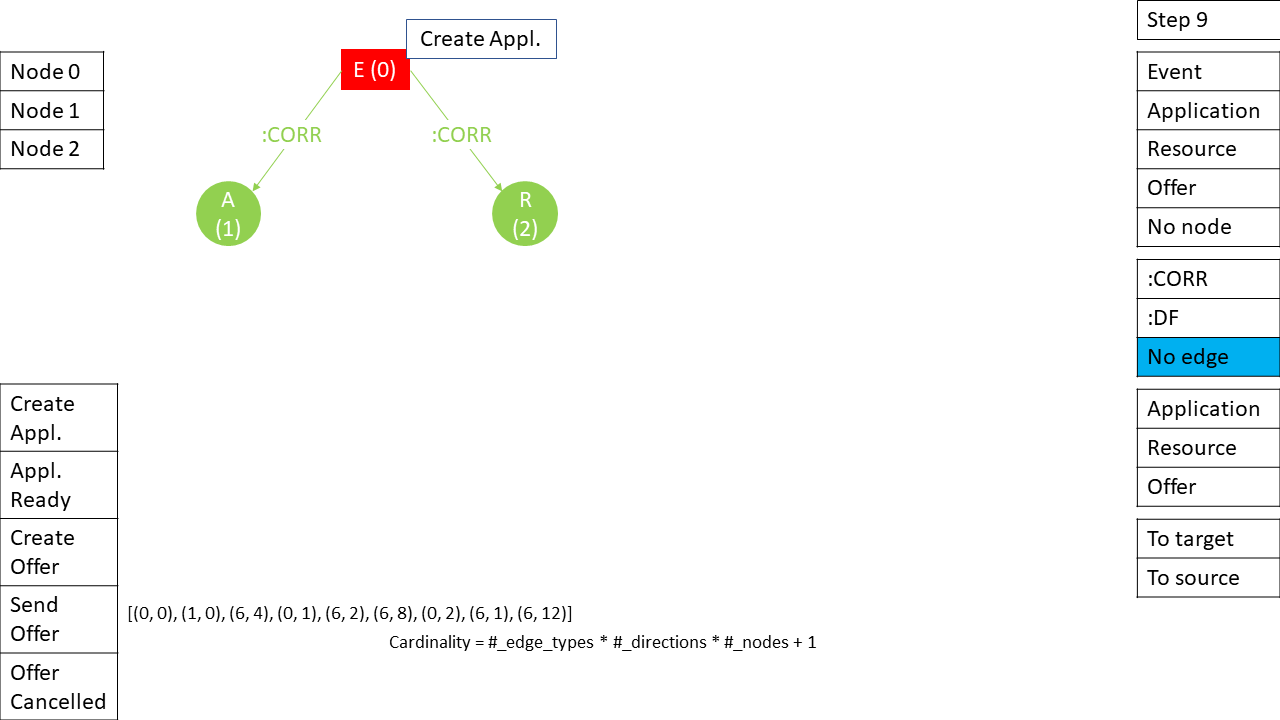 Create Appl.
Step 9
E (0)
Node 0
Node 1
Node 2
:CORR
:CORR
A
(1)
R
(2)
Event
Application
Resource
Offer
No node
:CORR
:DF
No edge
Application
Resource
Offer
To target
To source
Create
Appl.
Appl.
Ready
Create
Offer
Send
Offer
Offer
Cancelled
[(0, 0), (1, 0), (6, 4), (0, 1), (6, 2), (6, 8), (0, 2), (6, 1), (6, 12)]
Cardinality = #_edge_types * #_directions * #_nodes + 1